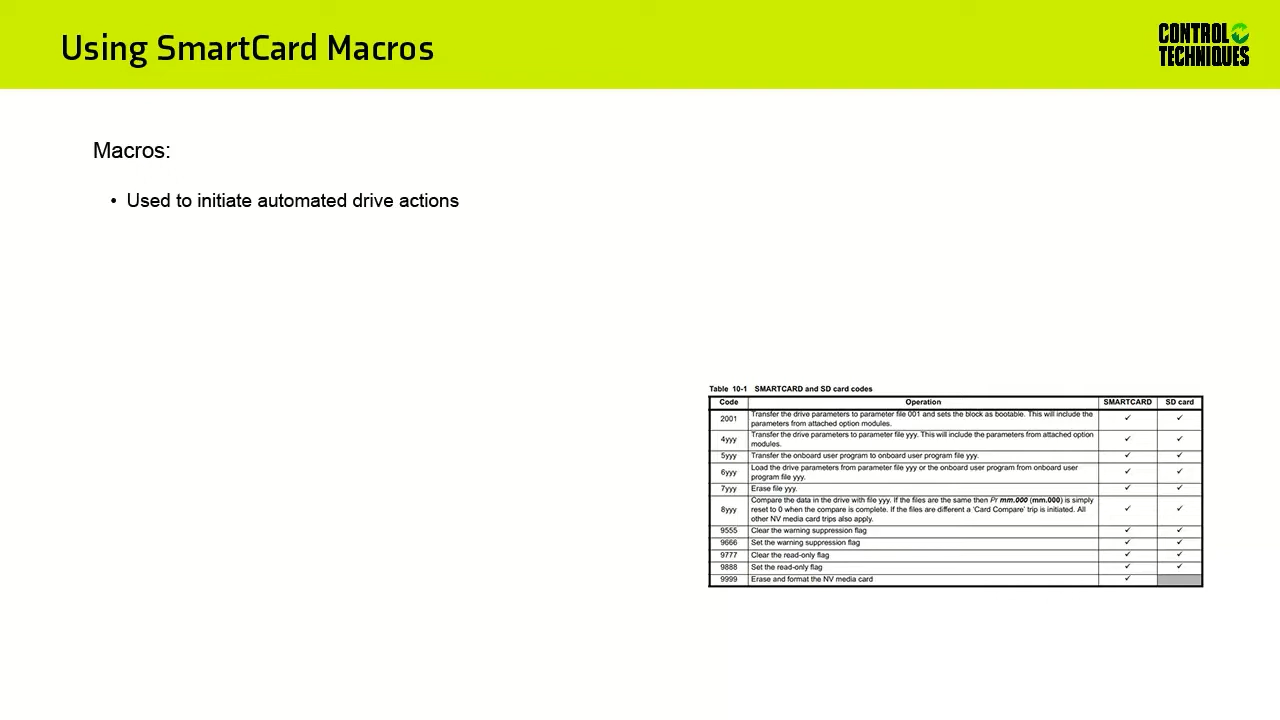 Using SmartCard Macros
CONTROL
TECHNIQUES
Macros:
• Used to initiate automated drive actions
Table 10-1 SMARTCARD and SD card codes
Code Operation SMARTCARD SD card
2001 Transfer the drive parameters to parameter file 001 and sets the block as bootable. This will include the
parameters from attached option modules. ✓ ✓
4yyy Transfer the drive parameters to parameter file yyy. This will include the parameters from attached option
modules. ✓ ✓
5yyy Transfer the onboard user program to onboard user program file yyy. ✓ ✓
6yyy Load the drive parameters from parameter file yyy or the onboard user program from onboard user
program file yyy. ✓ ✓
7yyy Erase file yyy. ✓ ✓
8yyy Compare the data in the drive with file yyy. If the files are the same then Pr mm.000 (mm.000) is simply
reset to 0 when the compare is complete. If the files are different a ‘Card Compare’ trip is initiated. All
other NV media card trips also apply. ✓ ✓
9555 Clear the warning suppression flag ✓ ✓
9666 Set the warning suppression flag ✓ ✓
9777 Clear the read-only flag ✓ ✓
9888 Set the read-only flag ✓ ✓
9999 Erase and format the NV media card ✓